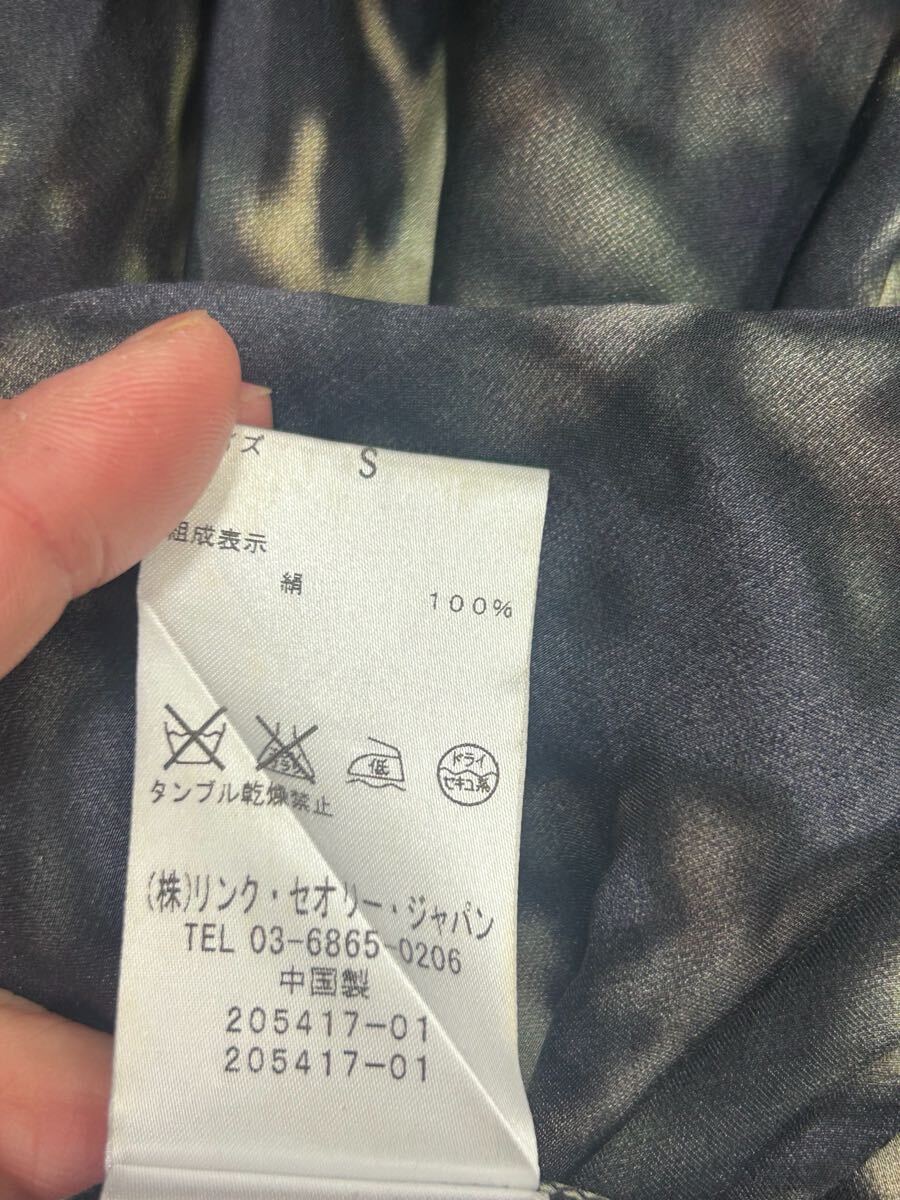 イズ S
組成表示
絹 100%
低 ドライ セキユ系
タンブル乾燥禁止
(株)リンク・セオリー・ジャパン
TEL 03-6865-0206
中国製
205417-01
205417-01